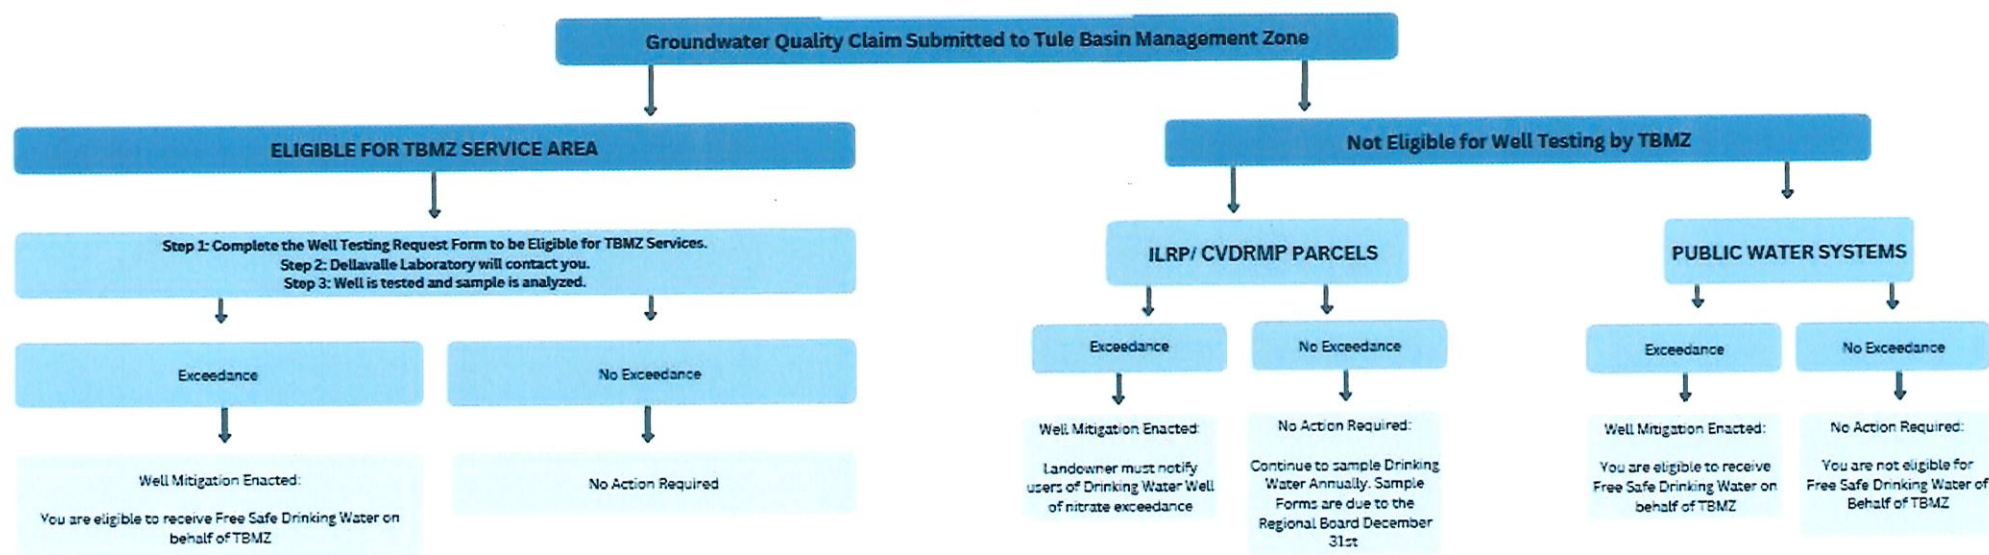 Groundwater Quality Claim Submitted to Tule Basin Management Zone
ELIGIBLE FOR TBMZ SERVICE AREA
Step 1: Complete the Well Testing Request Form to be Eligible for TBMZ Services.
Step 2: Dellavalle Laboratory will contact you.
Step 3: Well is tested and sample is analyzed.
Exceedance
Well Mitigation Enacted:
You are eligible to receive Free Safe Drinking Water on
behalf of TBMZ
No Exceedance
No Action Required
Not Eligible for Well Testing by TBMZ
ILRP/ CVDRMP PARCELS
Exceedance
Well Mitigation Enacted:
Landowner must notify
users of Drinking Water Well
of nitrate exceedance
No Exceedance
No Action Required:
Continue to sample Drinking
Water Annually. Sample
Forms are due to the
Regional Board December
31st
PUBLIC WATER SYSTEMS
Exceedance
Well Mitigation Enacted:
You are eligible to receive
Free Safe Drinking Water on
behalf of TBMZ
No Exceedance
No Action Required:
You are not eligible for
Free Safe Drinking Water of
Behalf of TBMZ